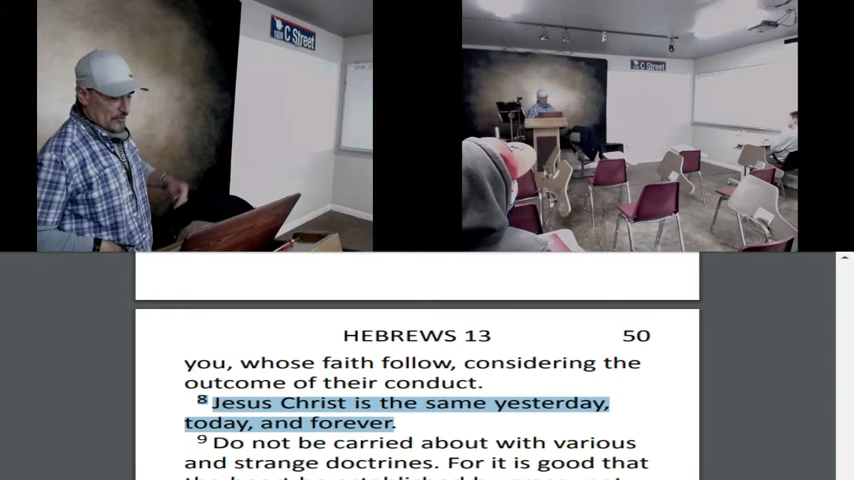 C Street
C Street
HEBREWS 13 50
you, whose faith follow, considering the
outcome of their conduct.
8 Jesus Christ is the same yesterday,
today, and forever.
9 Do not be carried about with various
and strange doctrines. For it is good that